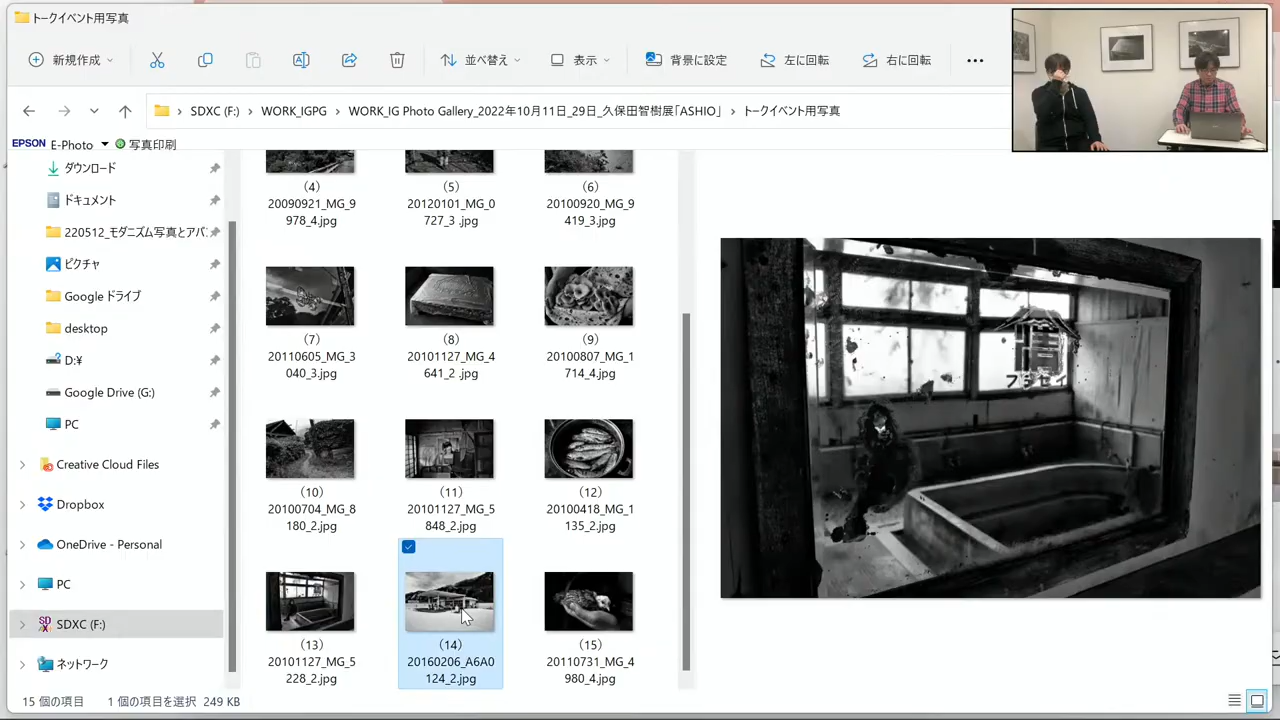 トークイベント用写真
新規作成
並べ替え
表示
背景に設定
左に回転
右に回転
SDXC (F:) › WORK_IGPG › WORK_IG Photo Gallery_2022年10月11日_29日_久保田智樹展「ASHIO」 › トークイベント用写真
EPSON E-Photo 写真印刷
ダウンロード
ドキュメント
220512_モダニズム写真とアバ
ピクチャ
Google ドライブ
desktop
D:¥
Google Drive (G:)
PC
Creative Cloud Files
Dropbox
OneDrive - Personal
PC
SDXC (F:)
ネットワーク
(4)
20090921_MG_9
978_4.jpg
(5)
20120101_MG_0
727_3 .jpg
(6)
20100920_MG_9
419_3.jpg
(7)
20110605_MG_3
040_3.jpg
(8)
20101127_MG_4
641_2 .jpg
(9)
20100807_MG_1
714_4.jpg
(10)
20100704_MG_8
180_2.jpg
(11)
20101127_MG_5
848_2.jpg
(12)
20100418_MG_1
135_2.jpg
(13)
20101127_MG_5
228_2.jpg
(14)
20160206_A6A0
124_2.jpg
(15)
20110731_MG_4
980_4.jpg
15 個の項目
1 個の項目を選択 249 KB